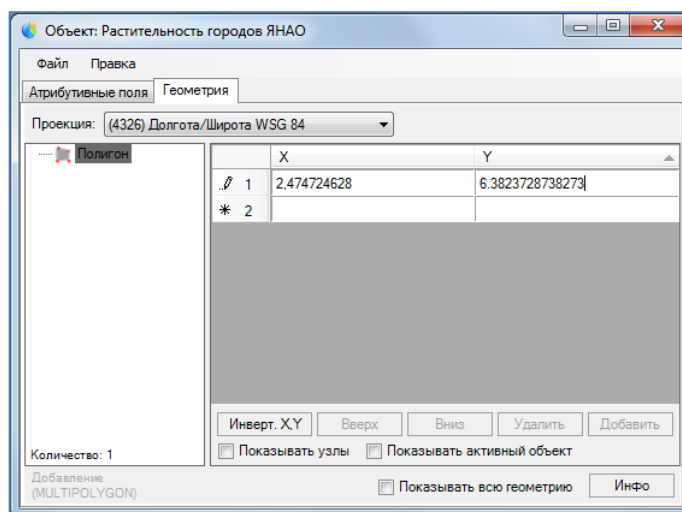 Объект: Растительность городов ЯНАО
Файл Правка
Атрибутивные поля Геометрия
Проекция: (4326) Долгота/Широта WSG 84
Полигон
X Y
1 2,474724628 6.3823728738273
* 2
Инверт. X,Y Вверх Вниз Удалить Добавить
Количество: 1
Показывать узлы Показывать активный объект
Добавление
(MULTIPOLYGON)
Показывать всю геометрию Инфо